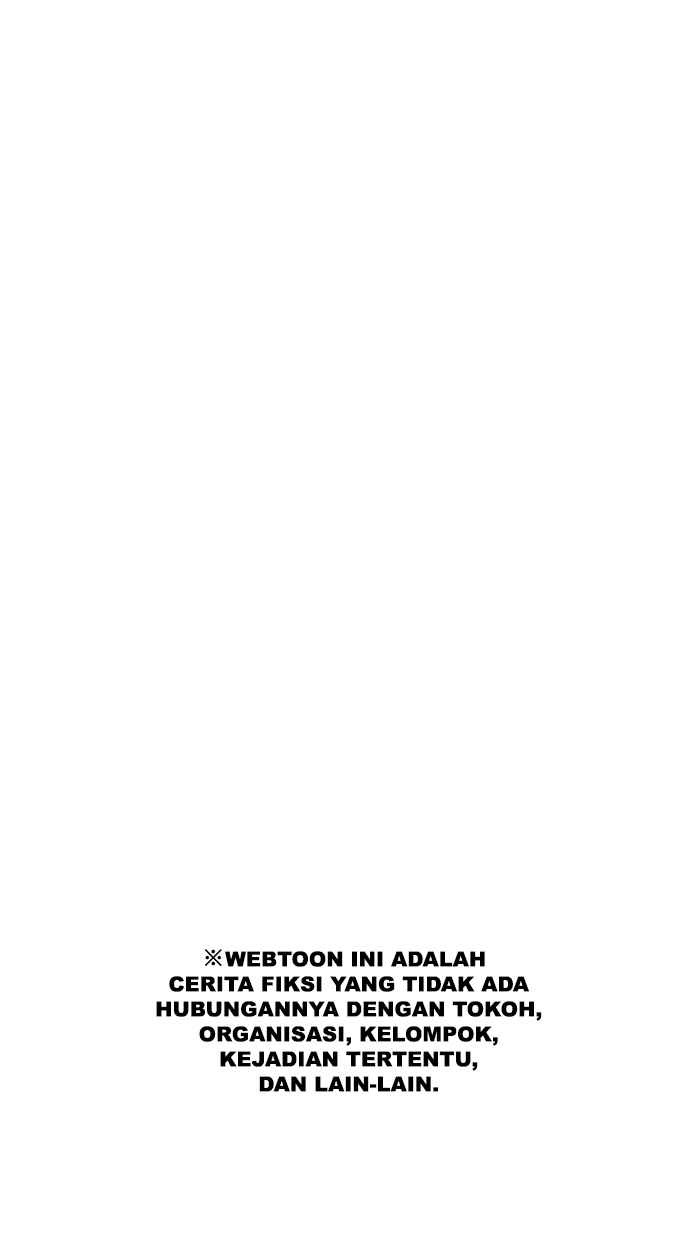 ※WEBTOON INI ADALAH
CERITA FIKSI YANG TIDAK ADA
HUBUNGANNYA DENGAN TOKOH,
ORGANISASI, KELOMPOK,
KEJADIAN TERTENTU,
DAN LAIN-LAIN.